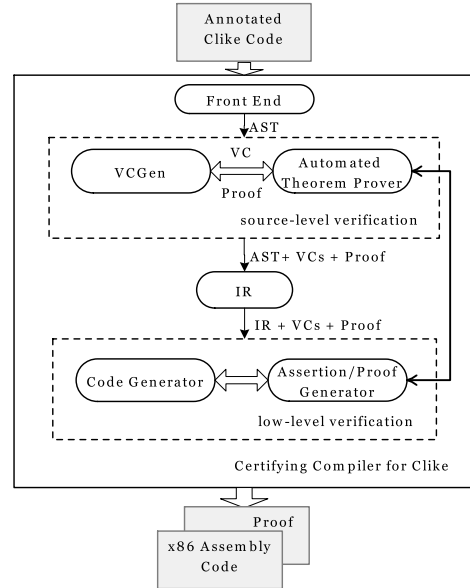 Annotated
Clike Code
Front End
AST
VC
VCGen
Automated
Theorem Prover
Proof
source-level verification
AST+ VCs + Proof
IR
IR + VCs + Proof
Code Generator
Assertion/Proof
Generator
low-level verification
Certifying Compiler for Clike
Proof
x86 Assembly
Code